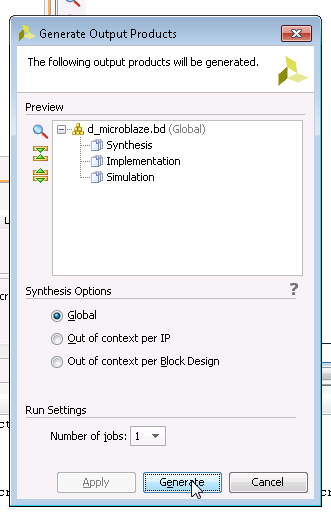 Generate Output Products
The following output products will be generated.
Preview
d_microblaze.bd (Global)
Synthesis
Implementation
Simulation
Synthesis Options
?
Global
Out of context per IP
Out of context per Block Design
Run Settings
Number of jobs: 1
Apply
Generate
Cancel